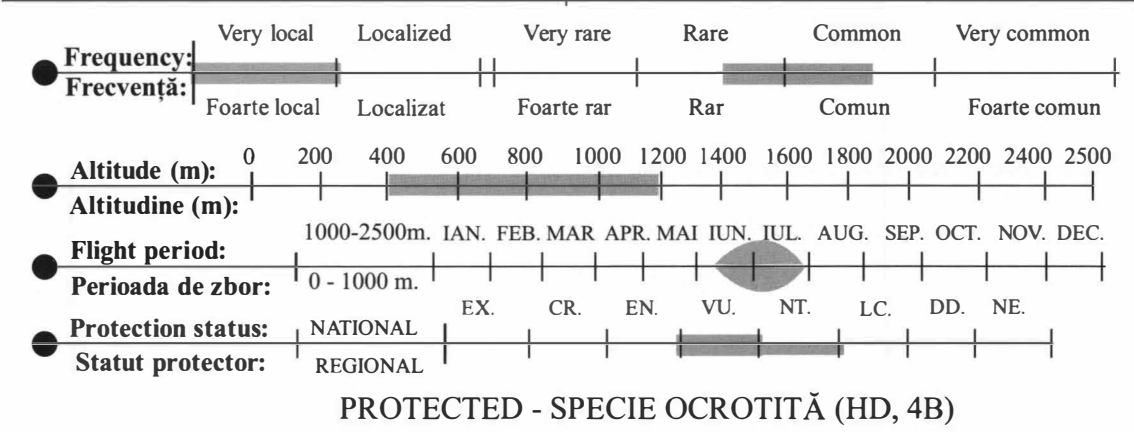 Very local Localized Very rare Rare Common Very common
Frequency:
Frecvență:
Foarte local Localizat Foarte rar Rar Comun Foarte comun
0 200 400 600 800 1000 1200 1400 1600 1800 2000 2200 2400 2500
Altitude (m):
Altitudine (m):
1000-2500m. IAN. FEB. MAR APR. MAI IUN. IUL. AUG. SEP. OCT. NOV. DEC.
Flight period:
Perioada de zbor: 0 - 1000 m.
EX. CR. EN. VU. NT. LC. DD. NE.
Protection status: NATIONAL
Statut protector: REGIONAL
PROTECTED - SPECIE OCROTITĂ (HD, 4B)